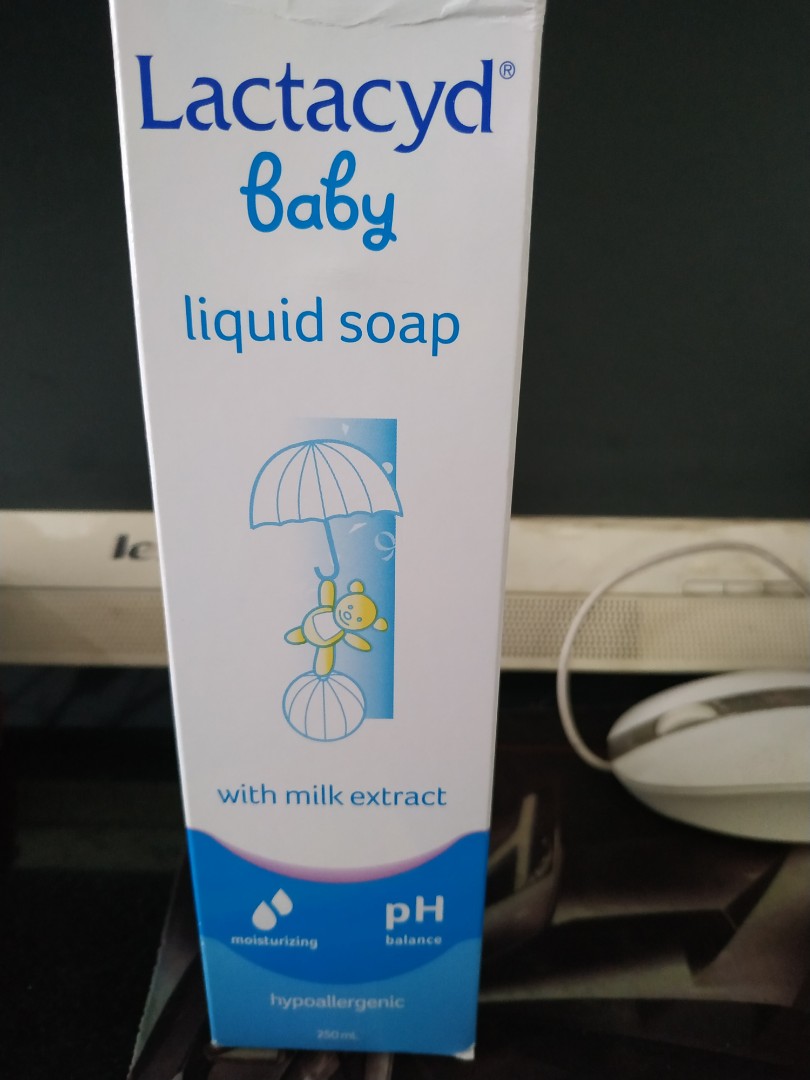 Lactacyd®
baby
liquid soap
with milk extract
moisturizing
pH
balance
hypoallergenic
250 mL